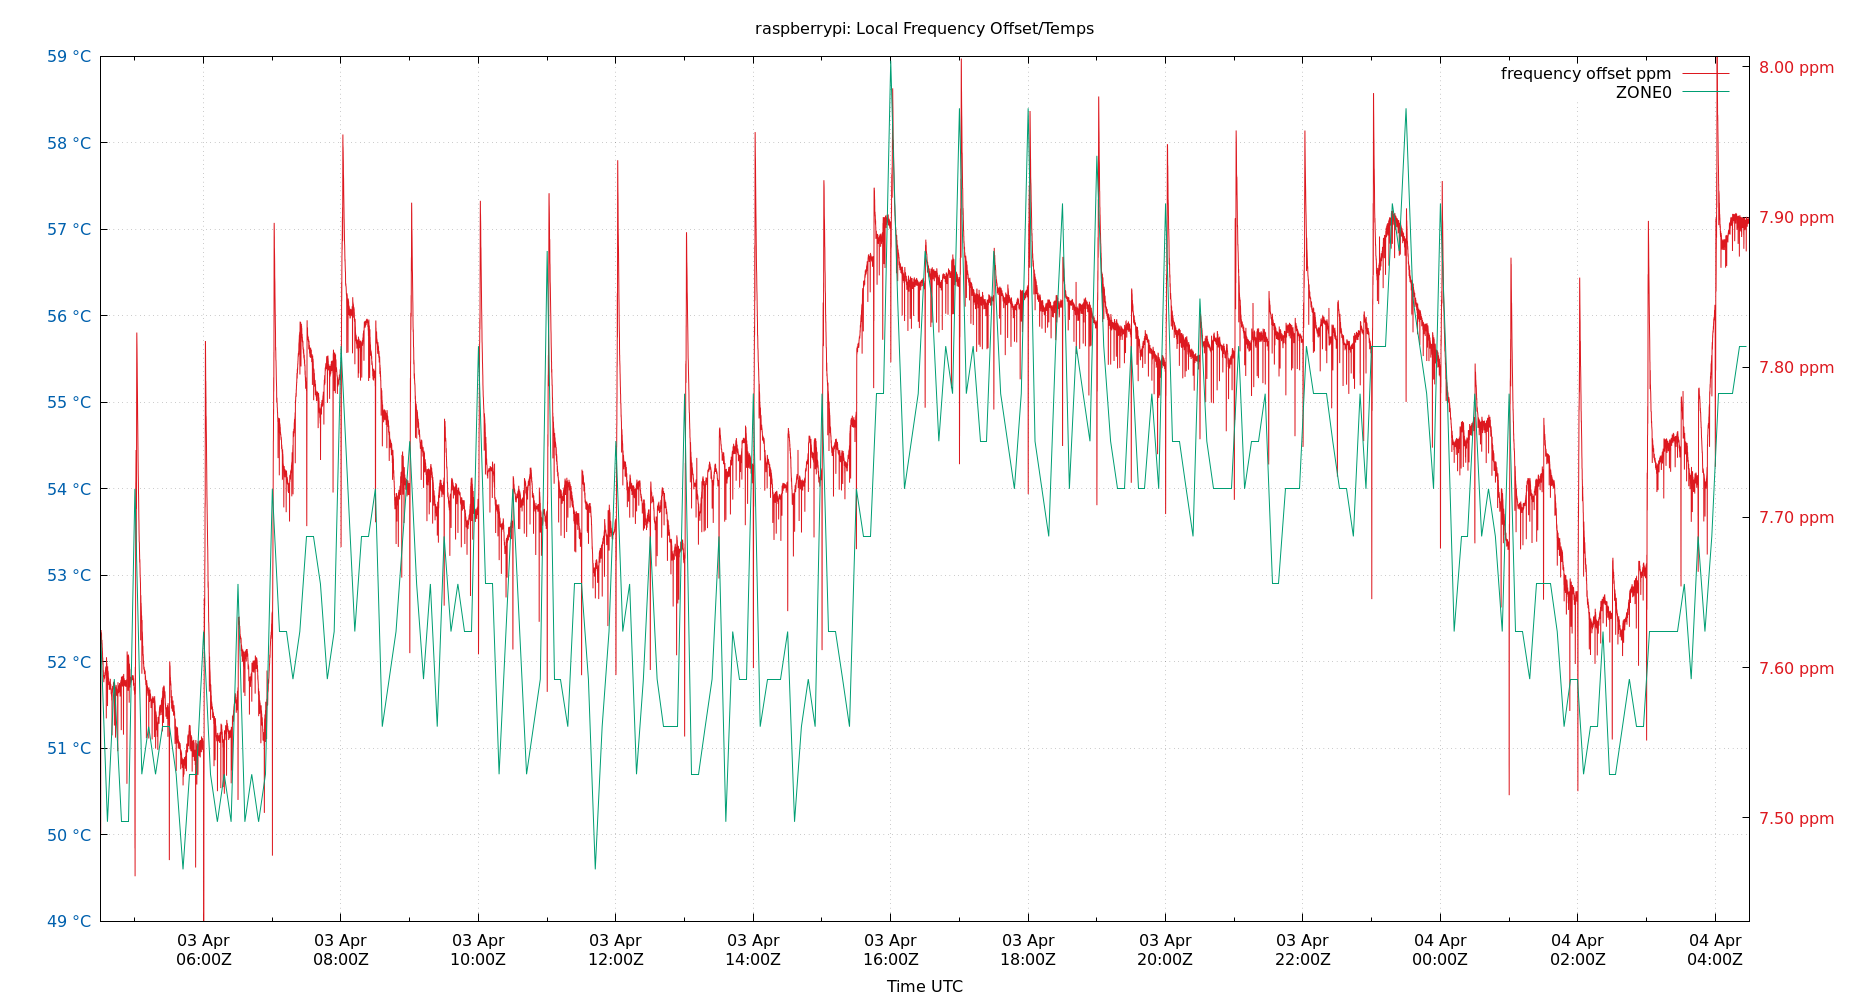 raspberrypi: Local Frequency Offset/Temps
59 °C
58 °C
57 °C
56 °C
55 °C
54 °C
53 °C
52 °C
51 °C
50 °C
49 °C
8.00 ppm
7.90 ppm
7.80 ppm
7.70 ppm
7.60 ppm
7.50 ppm
frequency offset ppm
ZONE0
03 Apr 03 Apr 03 Apr 03 Apr 03 Apr 03 Apr 03 Apr 03 Apr 03 Apr 04 Apr 04 Apr 04 Apr
06:00Z 08:00Z 10:00Z 12:00Z 14:00Z 16:00Z 18:00Z 20:00Z 22:00Z 00:00Z 02:00Z 04:00Z
Time UTC